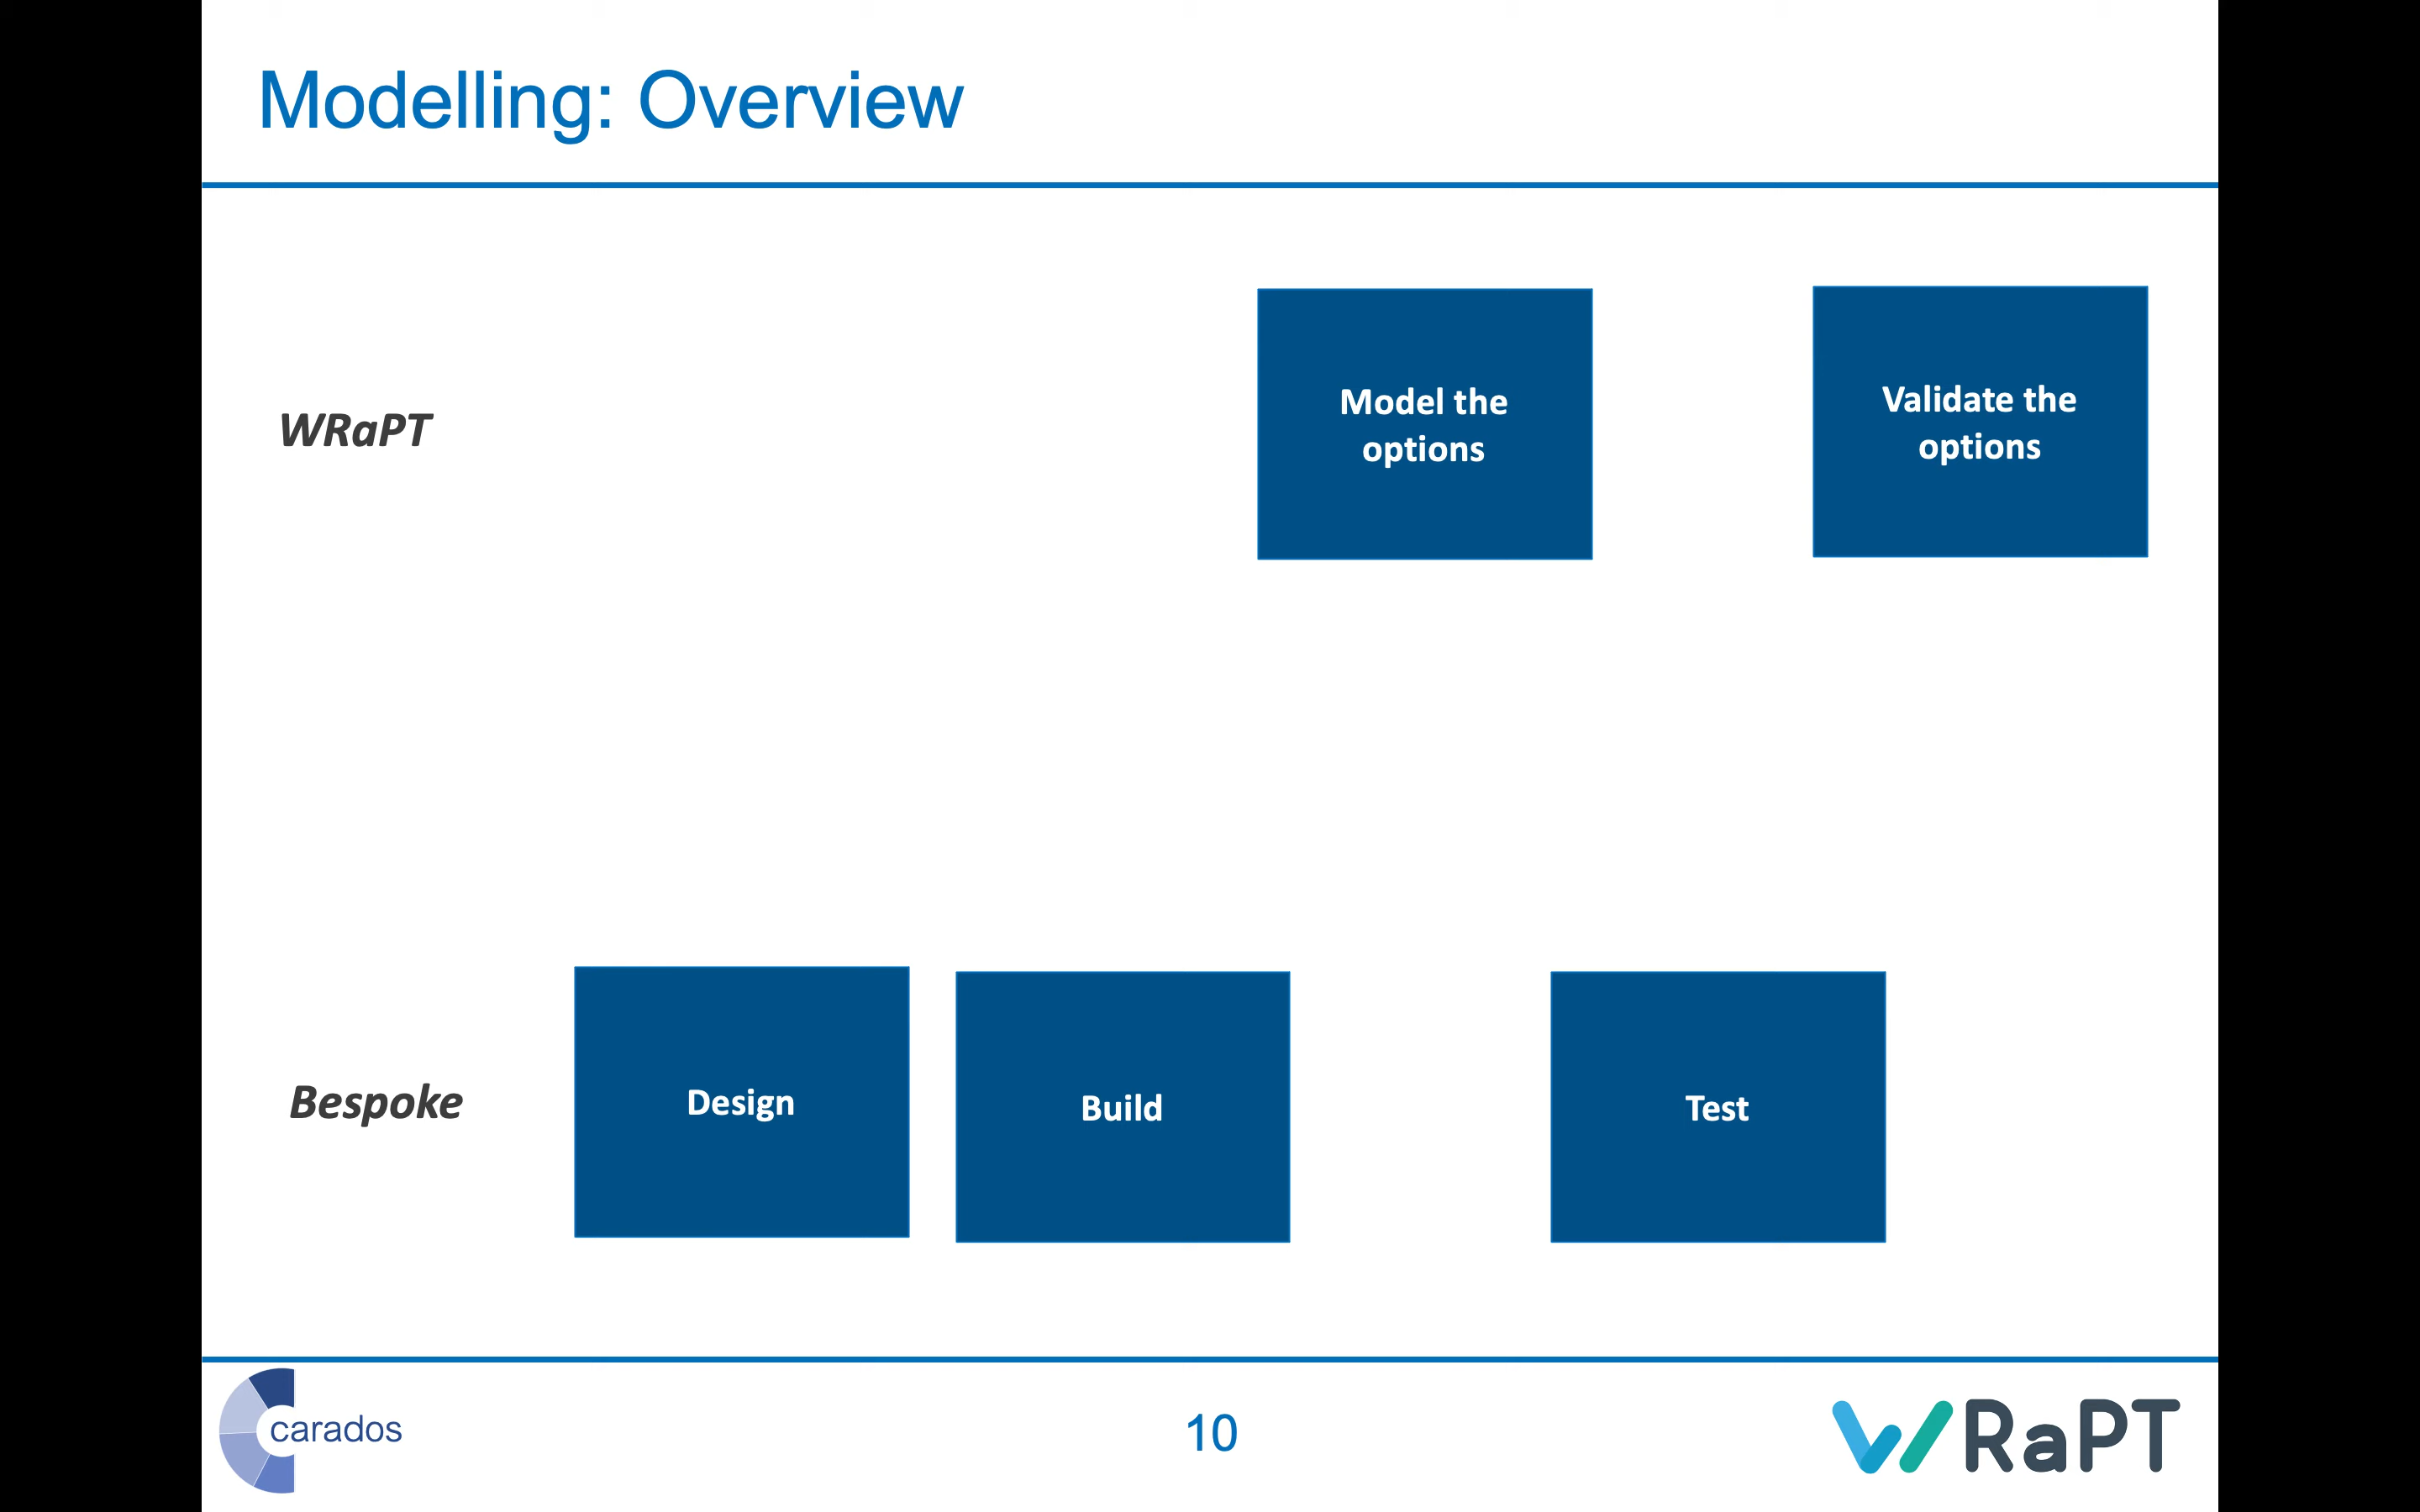 Modelling: Overview
WRaPT
Model the
options
Validate the
options
Bespoke
Design
Build
Test
carados
10
WRaPT